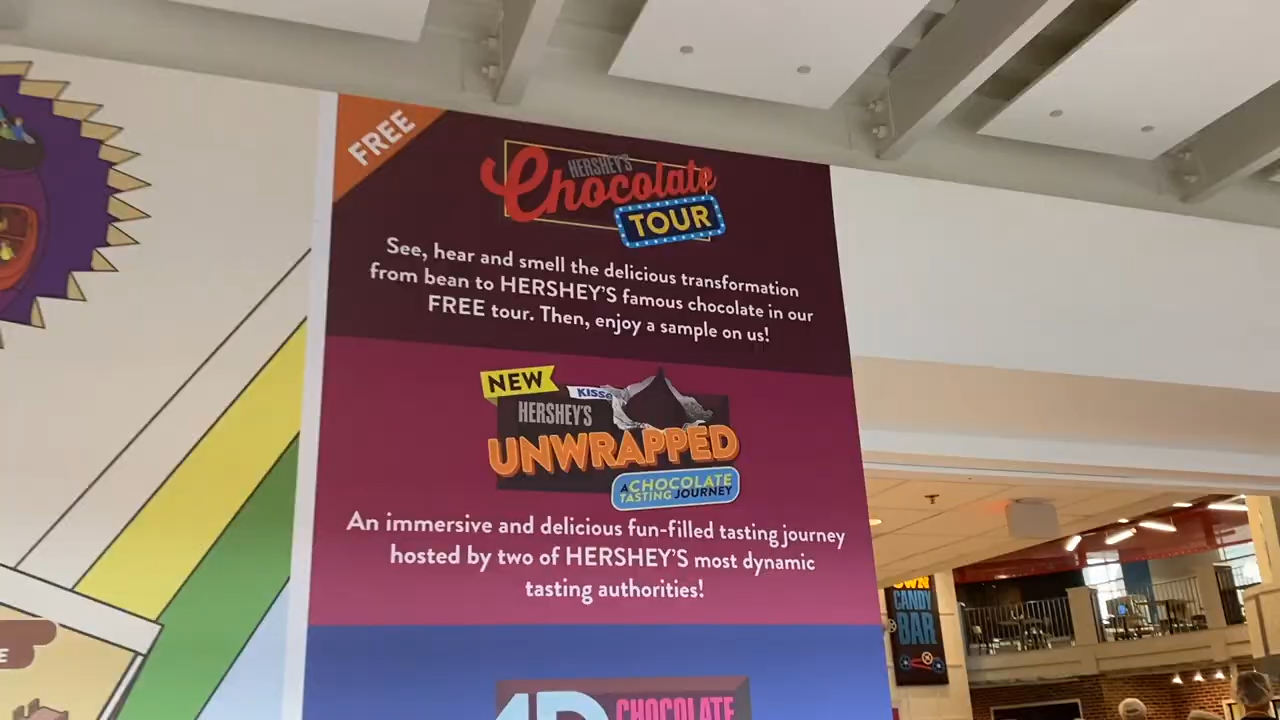 FREE
HERSHEY'S
Chocolate
TOUR
See, hear and smell the delicious transformation
from bean to HERSHEY'S famous chocolate in our
FREE tour. Then, enjoy a sample on us!
NEW
HERSHEY'S
UNWRAPPED
A CHOCOLATE
TASTING JOURNEY
An immersive and delicious fun-filled tasting journey
hosted by two of HERSHEY'S most dynamic
tasting authorities!
CHOCOLATE
CANDY
BAR